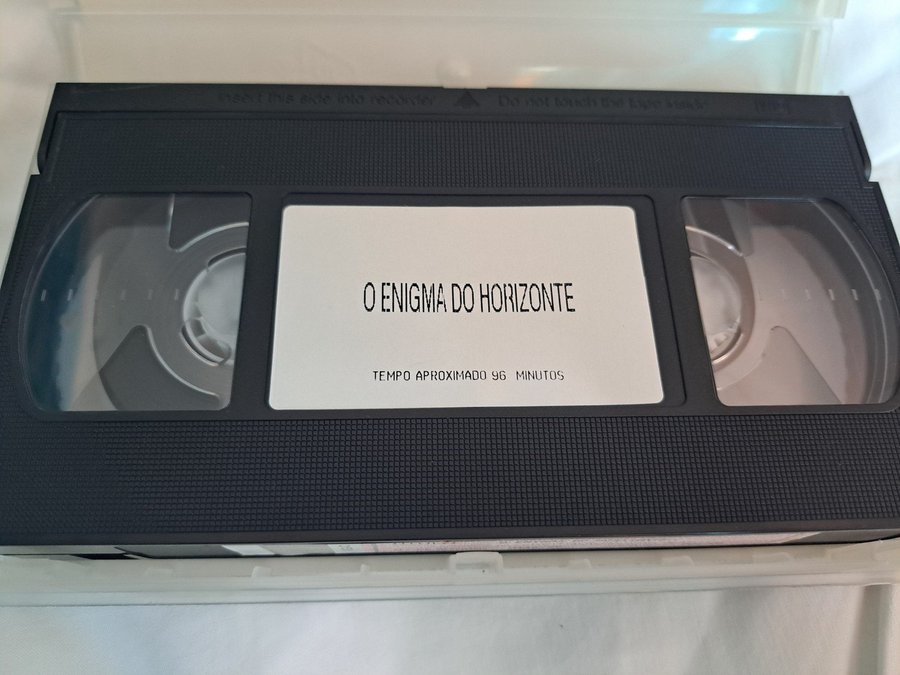 Insert this side into recorder Do not touch the tape inside
O ENIGMA DO HORIZONTE
TEMPO APROXIMADO 96 MINUTOS